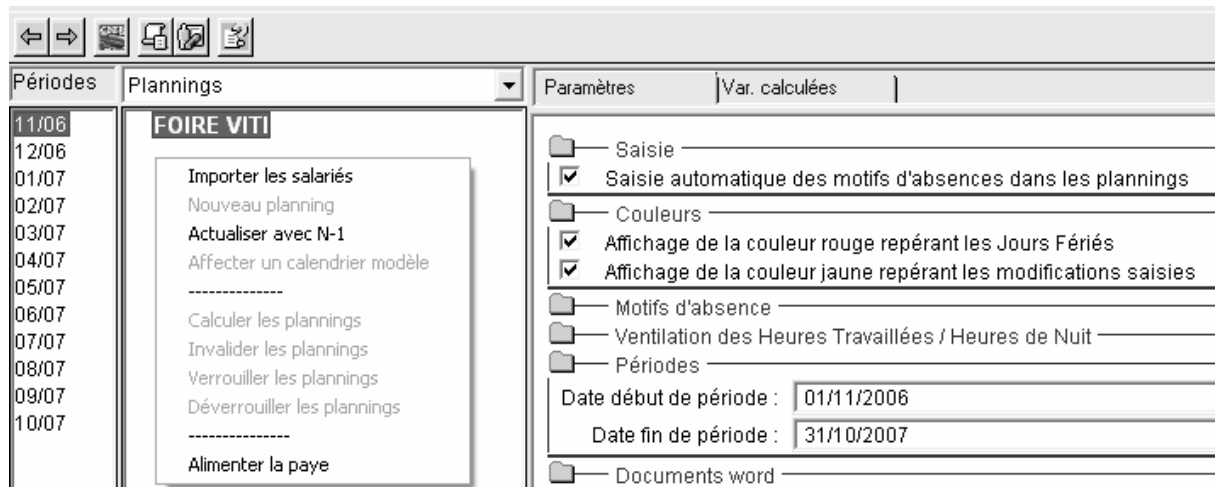 Périodes
Plannings
Paramètres
Var. calculées
11/06
12/06
01/07
02/07
03/07
04/07
05/07
06/07
07/07
08/07
09/07
10/07
FOIRE VITI
Importer les salariés
Nouveau planning
Actualiser avec N-1
Affecter un calendrier modèle
--------------
Calculer les plannings
Invalider les plannings
Verrouiller les plannings
Déverrouiller les plannings
---------------
Alimenter la paye
Saisie
Saisie automatique des motifs d'absences dans les plannings
Couleurs
Affichage de la couleur rouge repérant les Jours Fériés
Affichage de la couleur jaune repérant les modifications saisies
Motifs d'absence
Ventilation des Heures Travaillées / Heures de Nuit
Périodes
Date début de période : 01/11/2006
Date fin de période : 31/10/2007
Documents word